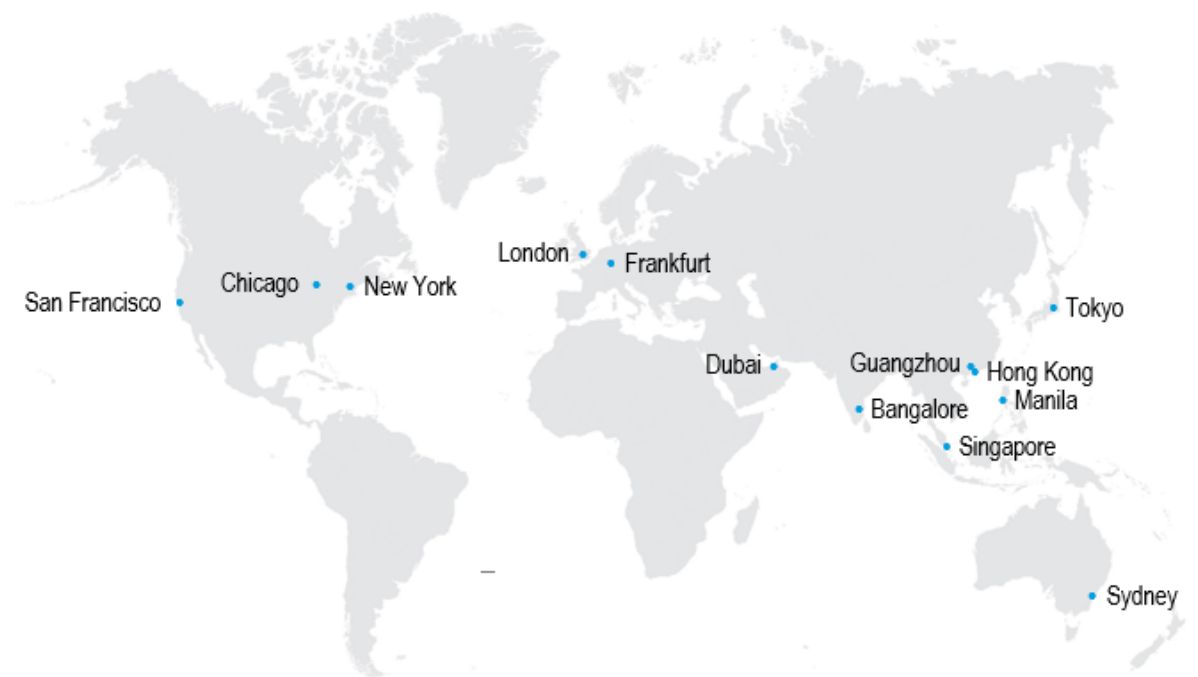 London
Frankfurt
Chicago
New York
San Francisco
Tokyo
Dubai
Guangzhou
Hong Kong
Manila
Bangalore
Singapore
Sydney